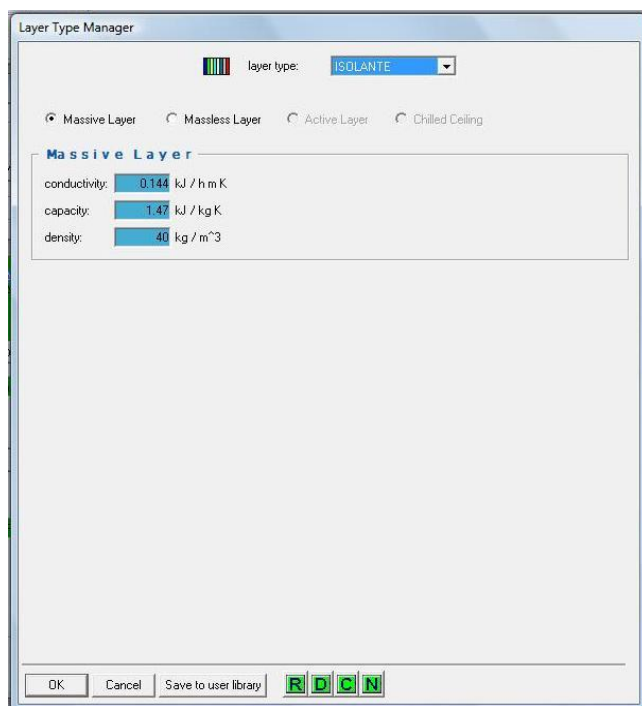 Layer Type Manager
layer type: ISOLANTE
Massive Layer Massless Layer Active Layer Chilled Ceiling
Massive Layer
conductivity: 0.144 kJ / h m K
capacity: 1.47 kJ / kg K
density: 40 kg / m^3
OK Cancel Save to user library R D C N